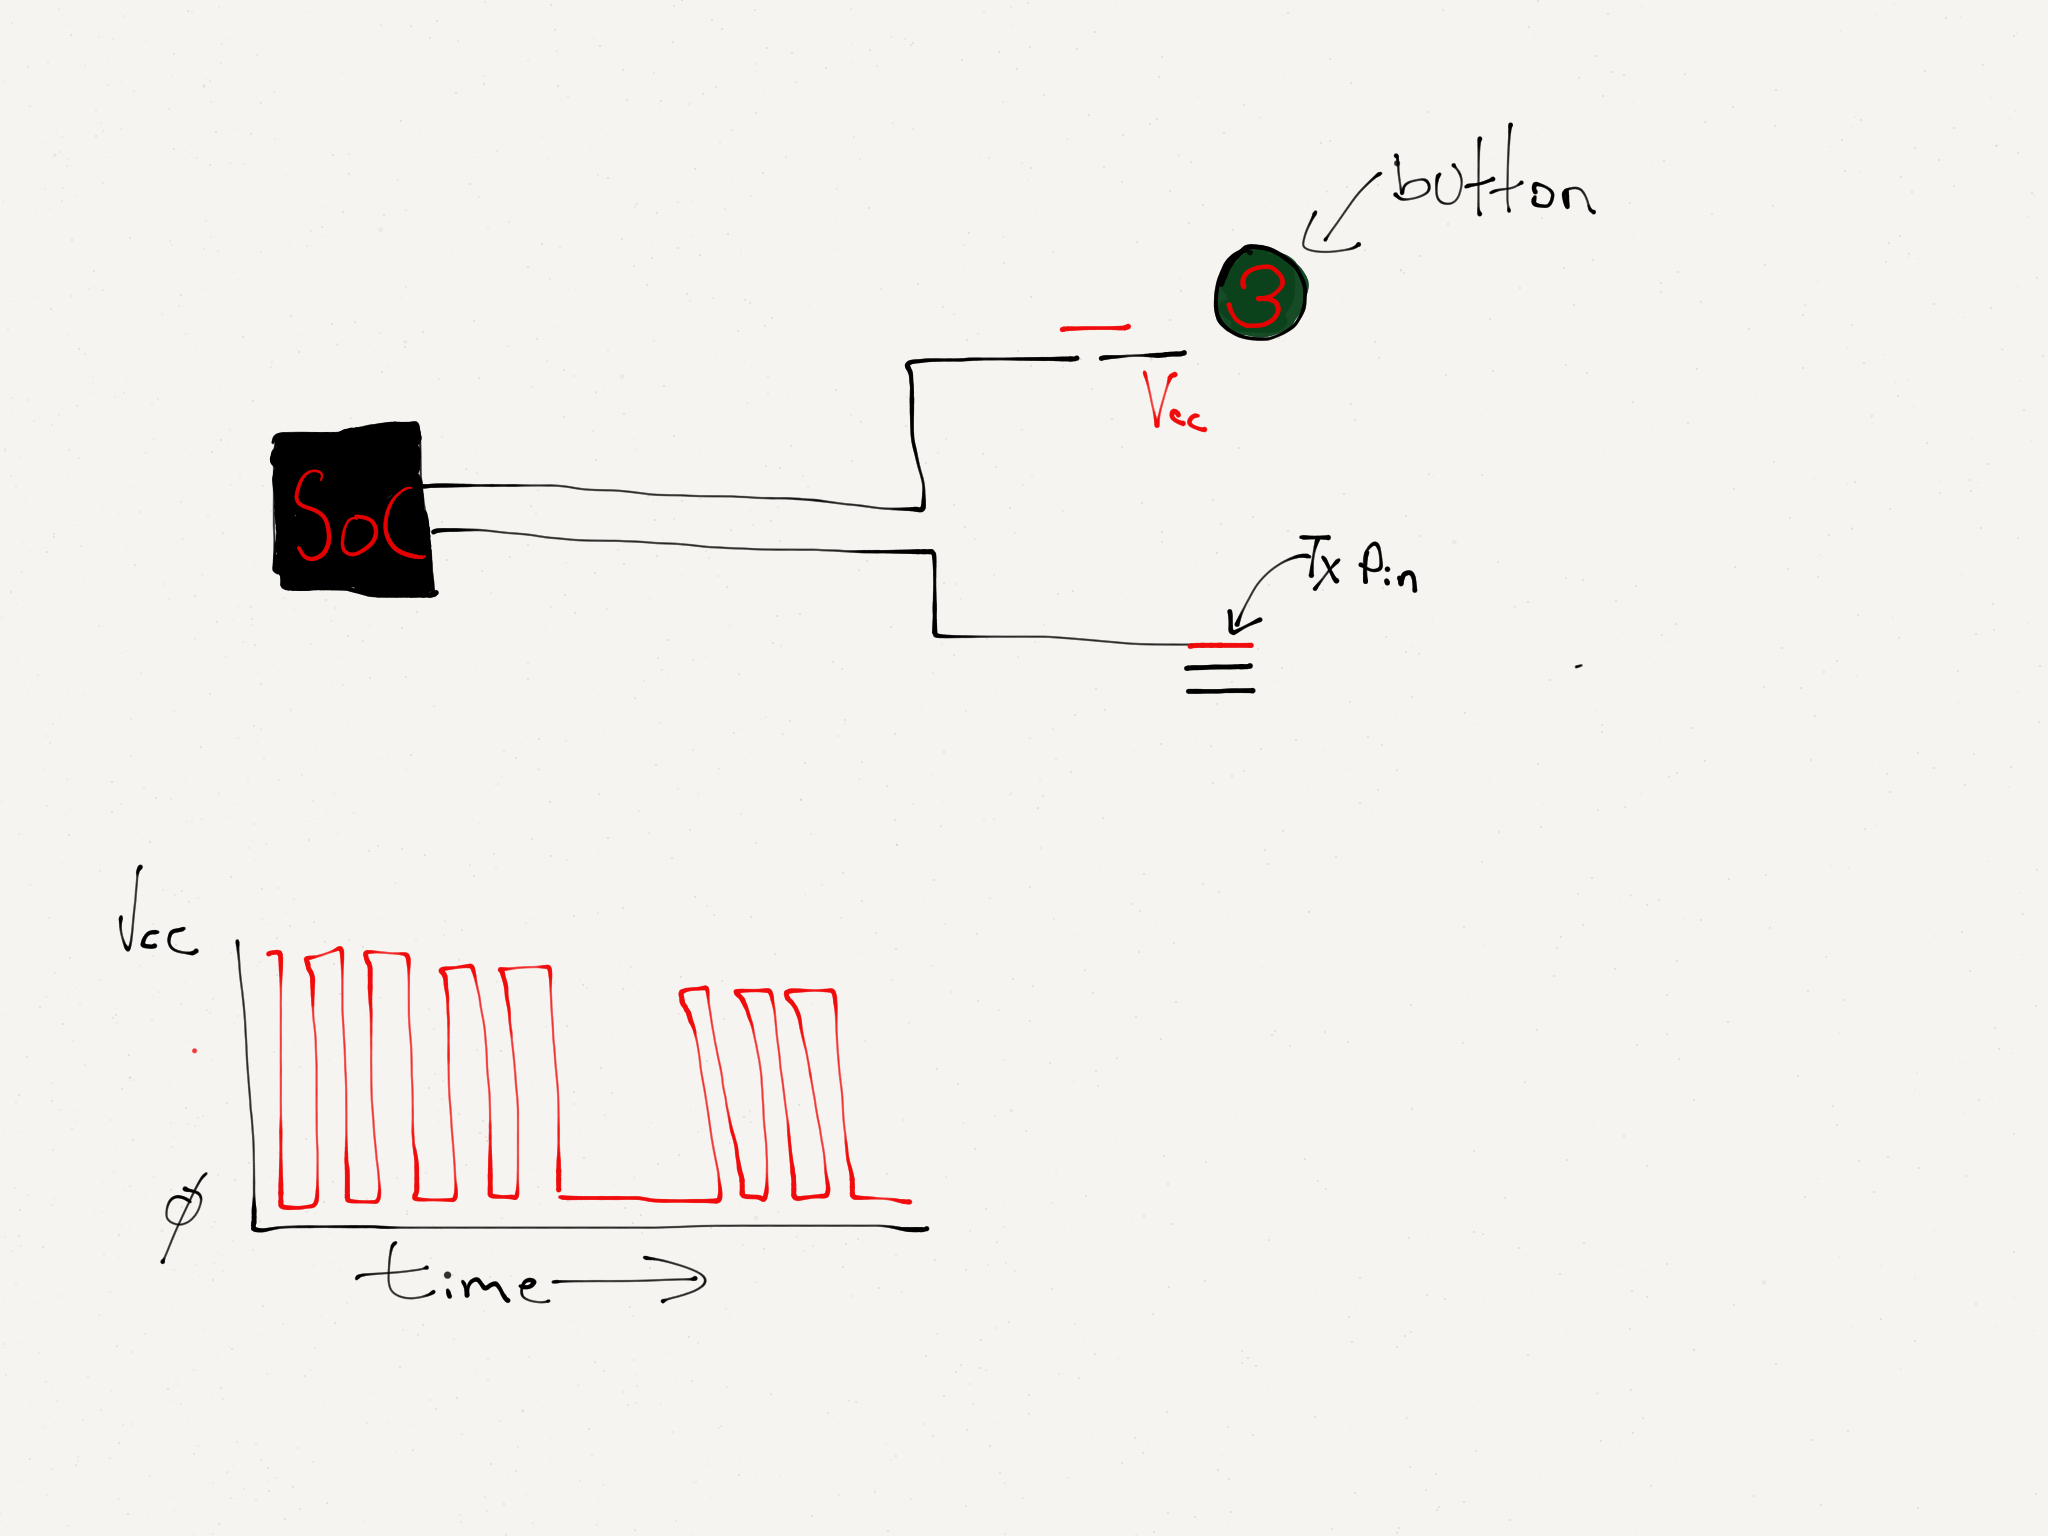 button
3
Vcc
SoC
Tx Pin
Vcc
∅
time